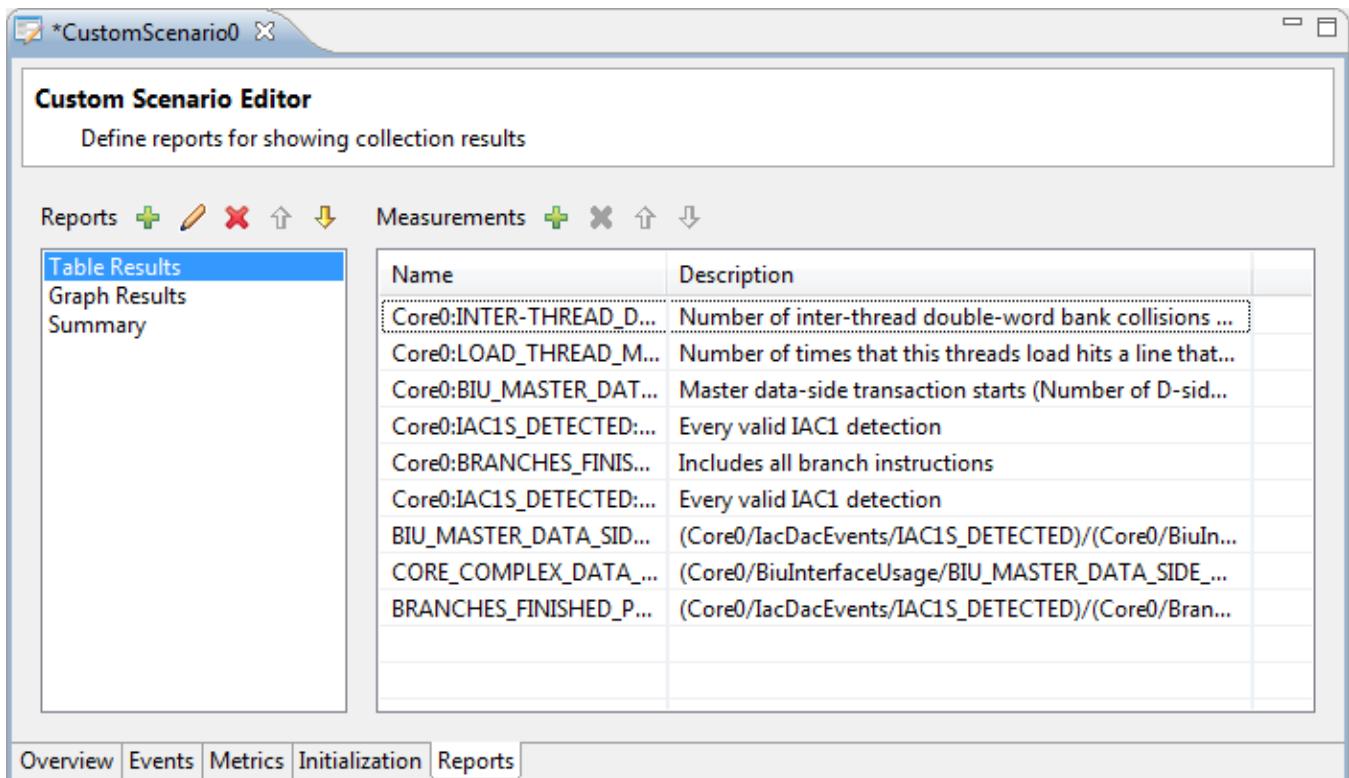 *CustomScenario0
Custom Scenario Editor
Define reports for showing collection results
Reports
Table Results
Graph Results
Summary
Measurements
Name Description
Core0:INTER-THREAD_D... Number of inter-thread double-word bank collisions ...
Core0:LOAD_THREAD_M... Number of times that this threads load hits a line that...
Core0:BIU_MASTER_DAT... Master data-side transaction starts (Number of D-sid...
Core0:IAC1S_DETECTED:... Every valid IAC1 detection
Core0:BRANCHES_FINIS... Includes all branch instructions
Core0:IAC1S_DETECTED:... Every valid IAC1 detection
BIU_MASTER_DATA_SID... (Core0/IacDacEvents/IAC1S_DETECTED)/(Core0/BiuIn...
CORE_COMPLEX_DATA_... (Core0/BiuInterfaceUsage/BIU_MASTER_DATA_SIDE_...
BRANCHES_FINISHED_P... (Core0/IacDacEvents/IAC1S_DETECTED)/(Core0/Bran...
Overview Events Metrics Initialization Reports